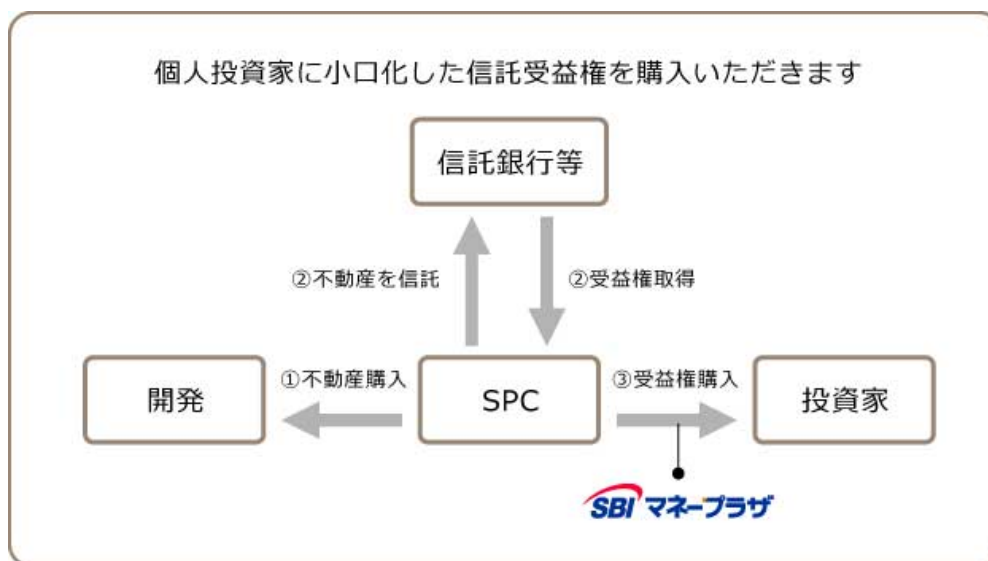 個人投資家に小口化した信託受益権を購入いただきます
信託銀行等
②不動産を信託
②受益権取得
開発
①不動産購入
SPC
③受益権購入
投資家
SBI マネープラザ